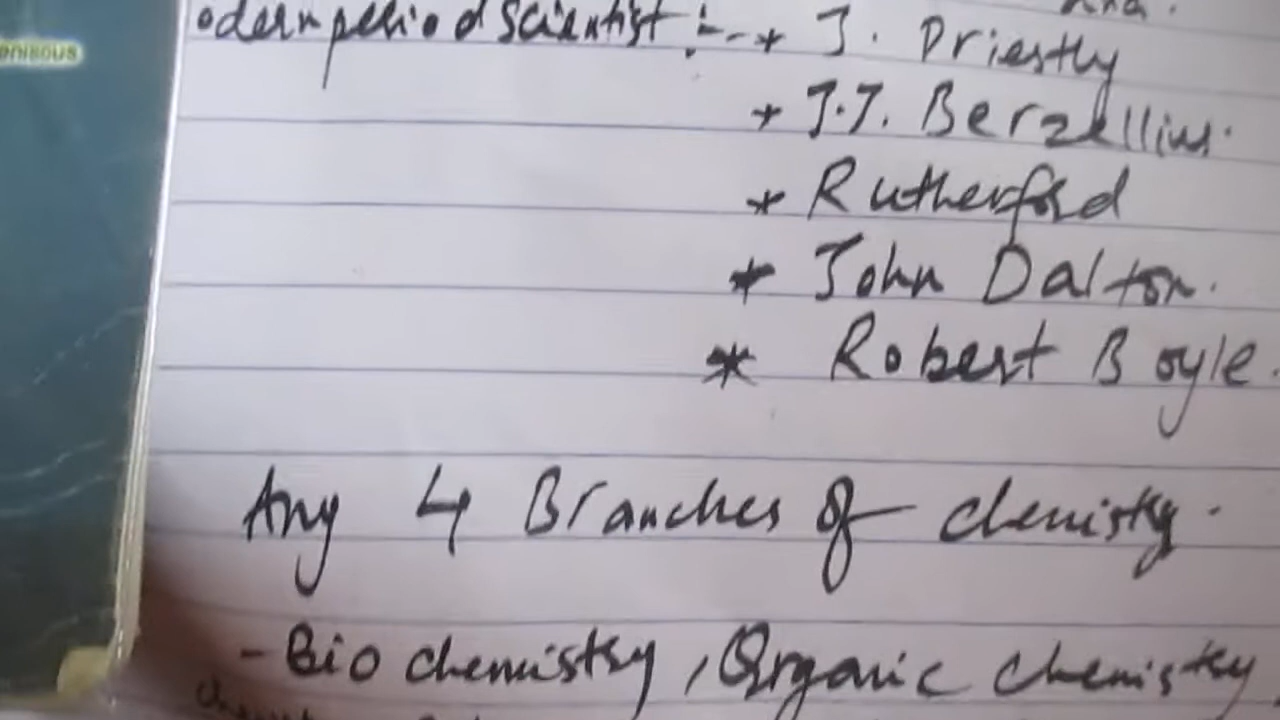 odern period Scientist :-- * J. Priestly
* J.J. Berzellius.
* Rutherford
* John Dalton.
* Robert Boyle.
Any 4 Branches of chemistry.
- Bio chemistry, Organic chemistry,